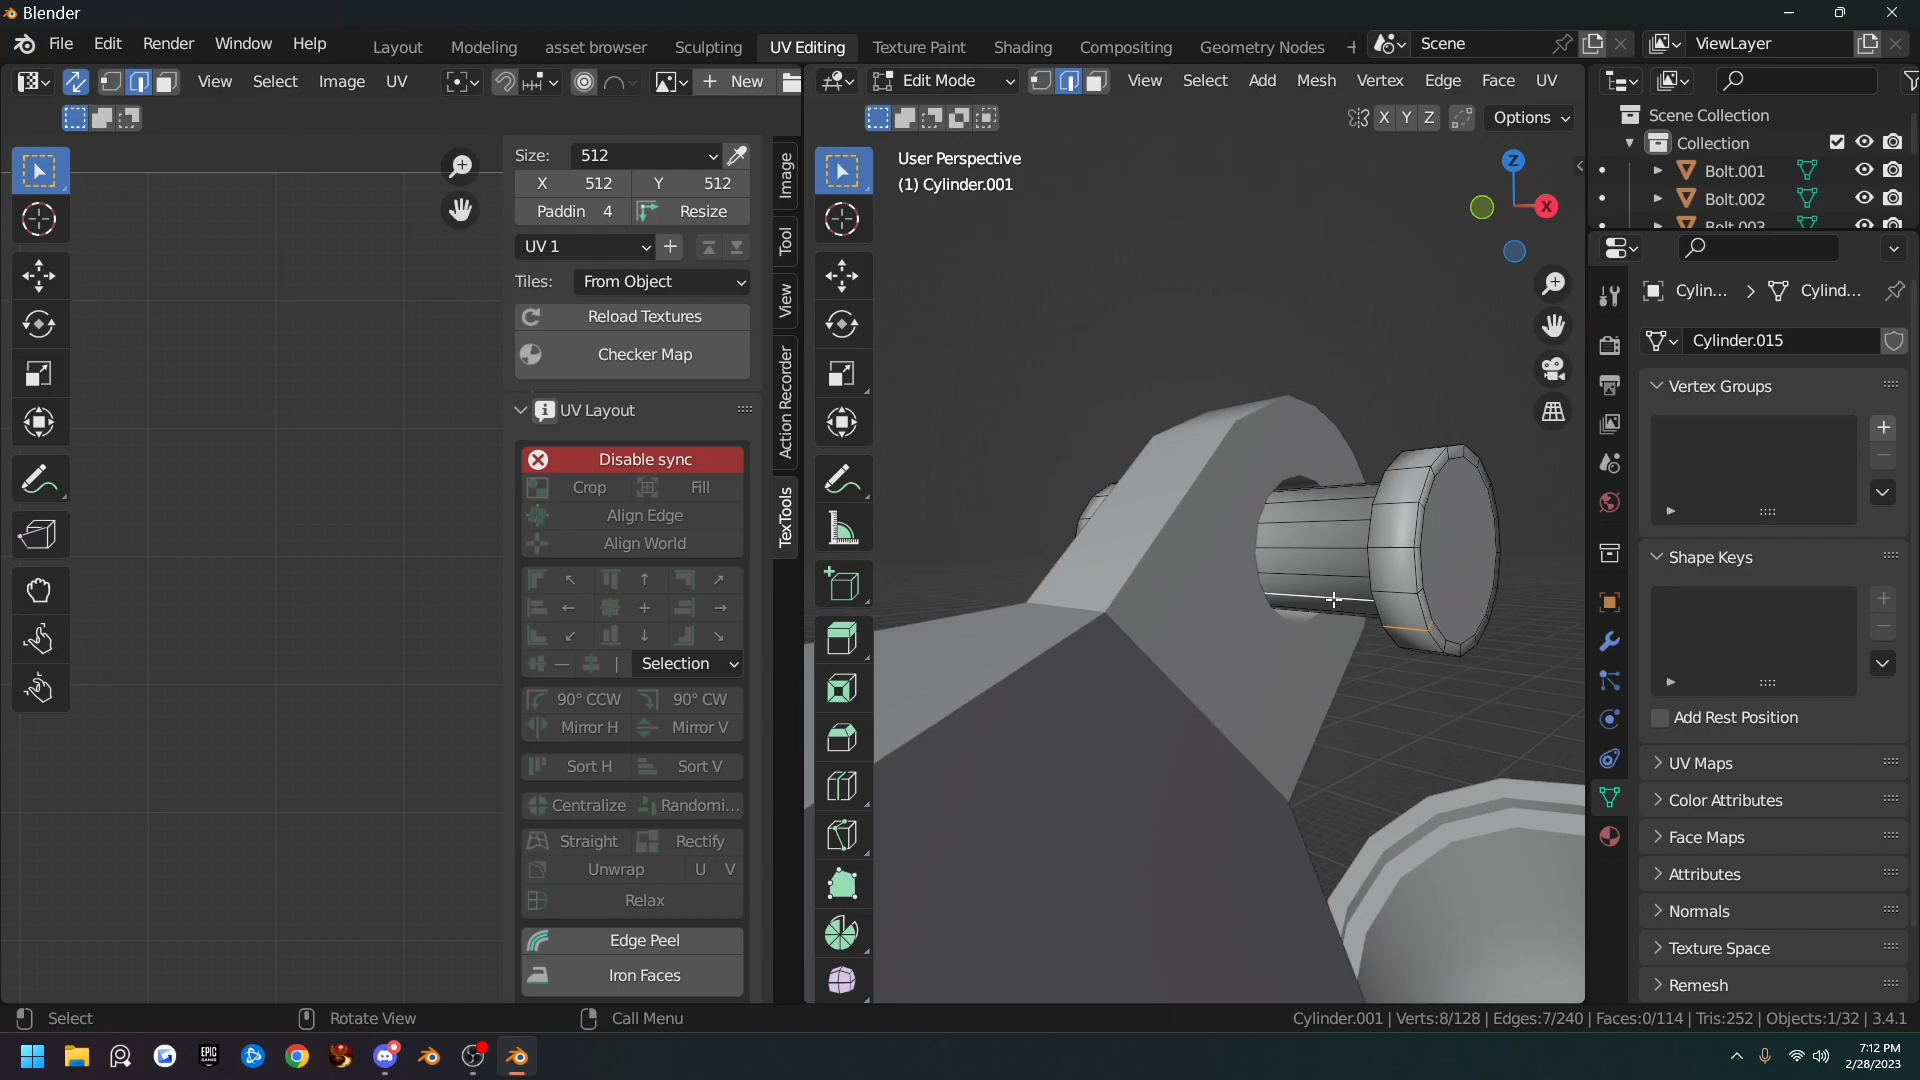 Blender
File Edit Render Window Help
Layout Modeling asset browser Sculpting UV Editing Texture Paint Shading Compositing Geometry Nodes
Scene
ViewLayer
View Select Image UV
New
Edit Mode
View Select Add Mesh Vertex Edge Face UV
X Y Z
Options
Scene Collection
Collection
Bolt.001
Bolt.002
Bolt.003
Size: 512
X 512 Y 512
Paddin 4 Resize
UV 1
Tiles: From Object
Reload Textures
Checker Map
UV Layout
Disable sync
Crop Fill
Align Edge
Align World
Selection
90° CCW 90° CW
Mirror H Mirror V
Sort H Sort V
Centralize Randomi...
Straight Rectify
Unwrap U V
Relax
Edge Peel
Iron Faces
Image
Tool
View
Action Recorder
TexTools
User Perspective
(1) Cylinder.001
Z
X
Cylin... > Cylind...
Cylinder.015
Vertex Groups
Shape Keys
Add Rest Position
UV Maps
Color Attributes
Face Maps
Attributes
Normals
Texture Space
Remesh
Select
Rotate View
Call Menu
Cylinder.001 | Verts:8/128 | Edges:7/240 | Faces:0/114 | Tris:252 | Objects:1/32 | 3.4.1
EPIC
7:12 PM
2/28/2023